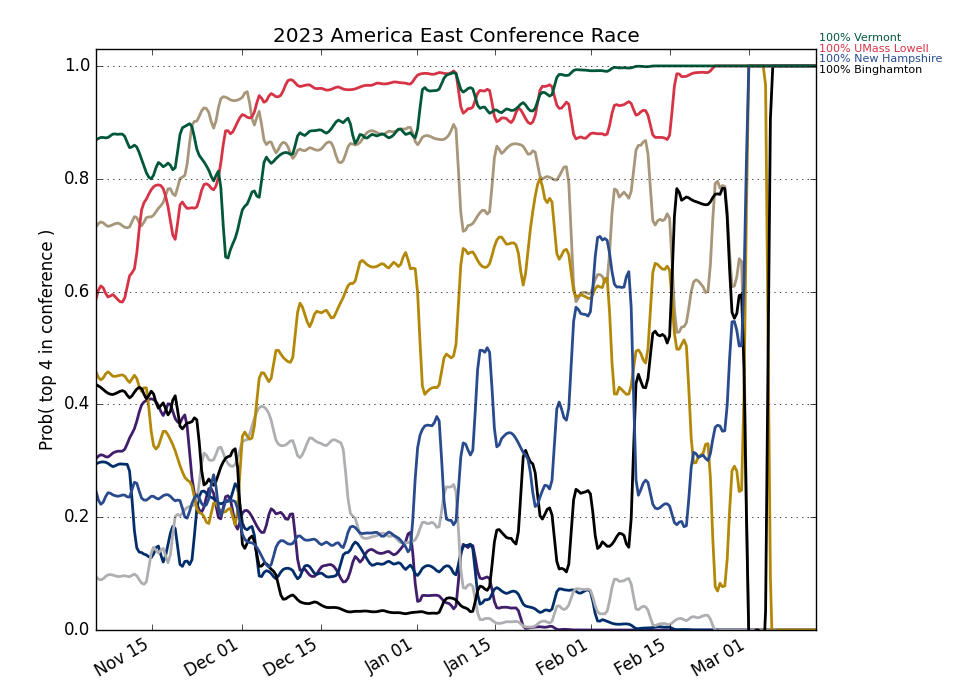 2023 America East Conference Race
100% Vermont
100% UMass Lowell
100% New Hampshire
100% Binghamton
Prob( top 4 in conference )
1.0
0.8
0.6
0.4
0.2
0.0
Nov 15
Dec 01
Dec 15
Jan 01
Jan 15
Feb 01
Feb 15
Mar 01